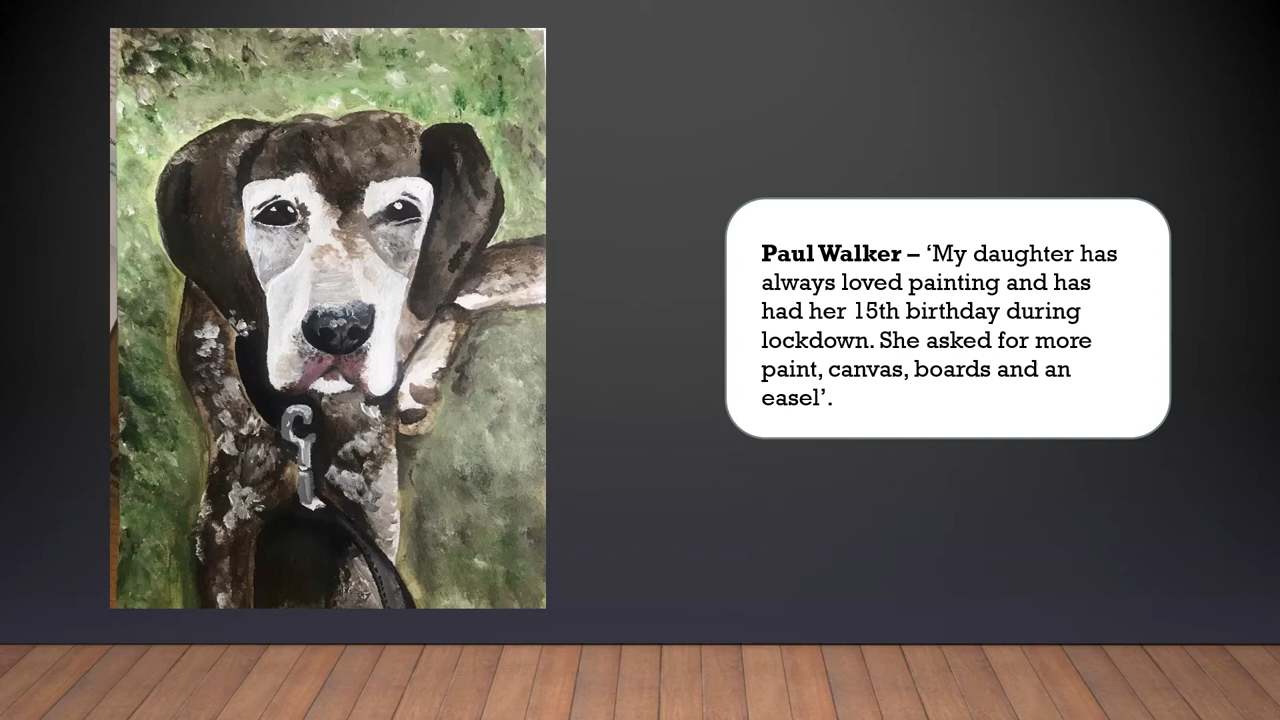 Paul Walker – ‘My daughter has
always loved painting and has
had her 15th birthday during
lockdown. She asked for more
paint, canvas, boards and an
easel’.